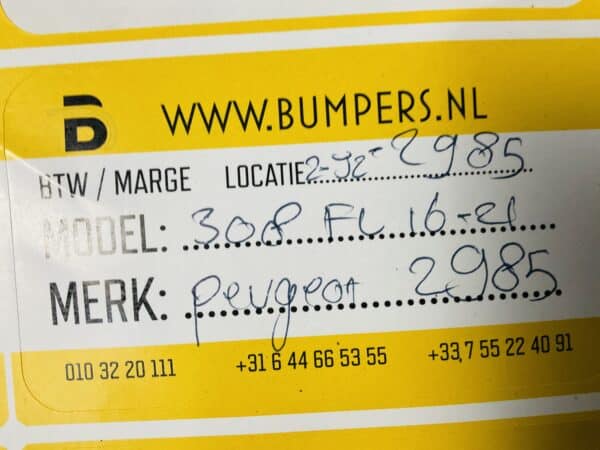 WWW.BUMPERS.NL
BTW / MARGE LOCATIE 2-92- 2985
MODEL: 308 FL 16-21
MERK: peugeot 2985
010 32 20 111 +31 6 44 66 53 55 +33,7 55 22 40 91